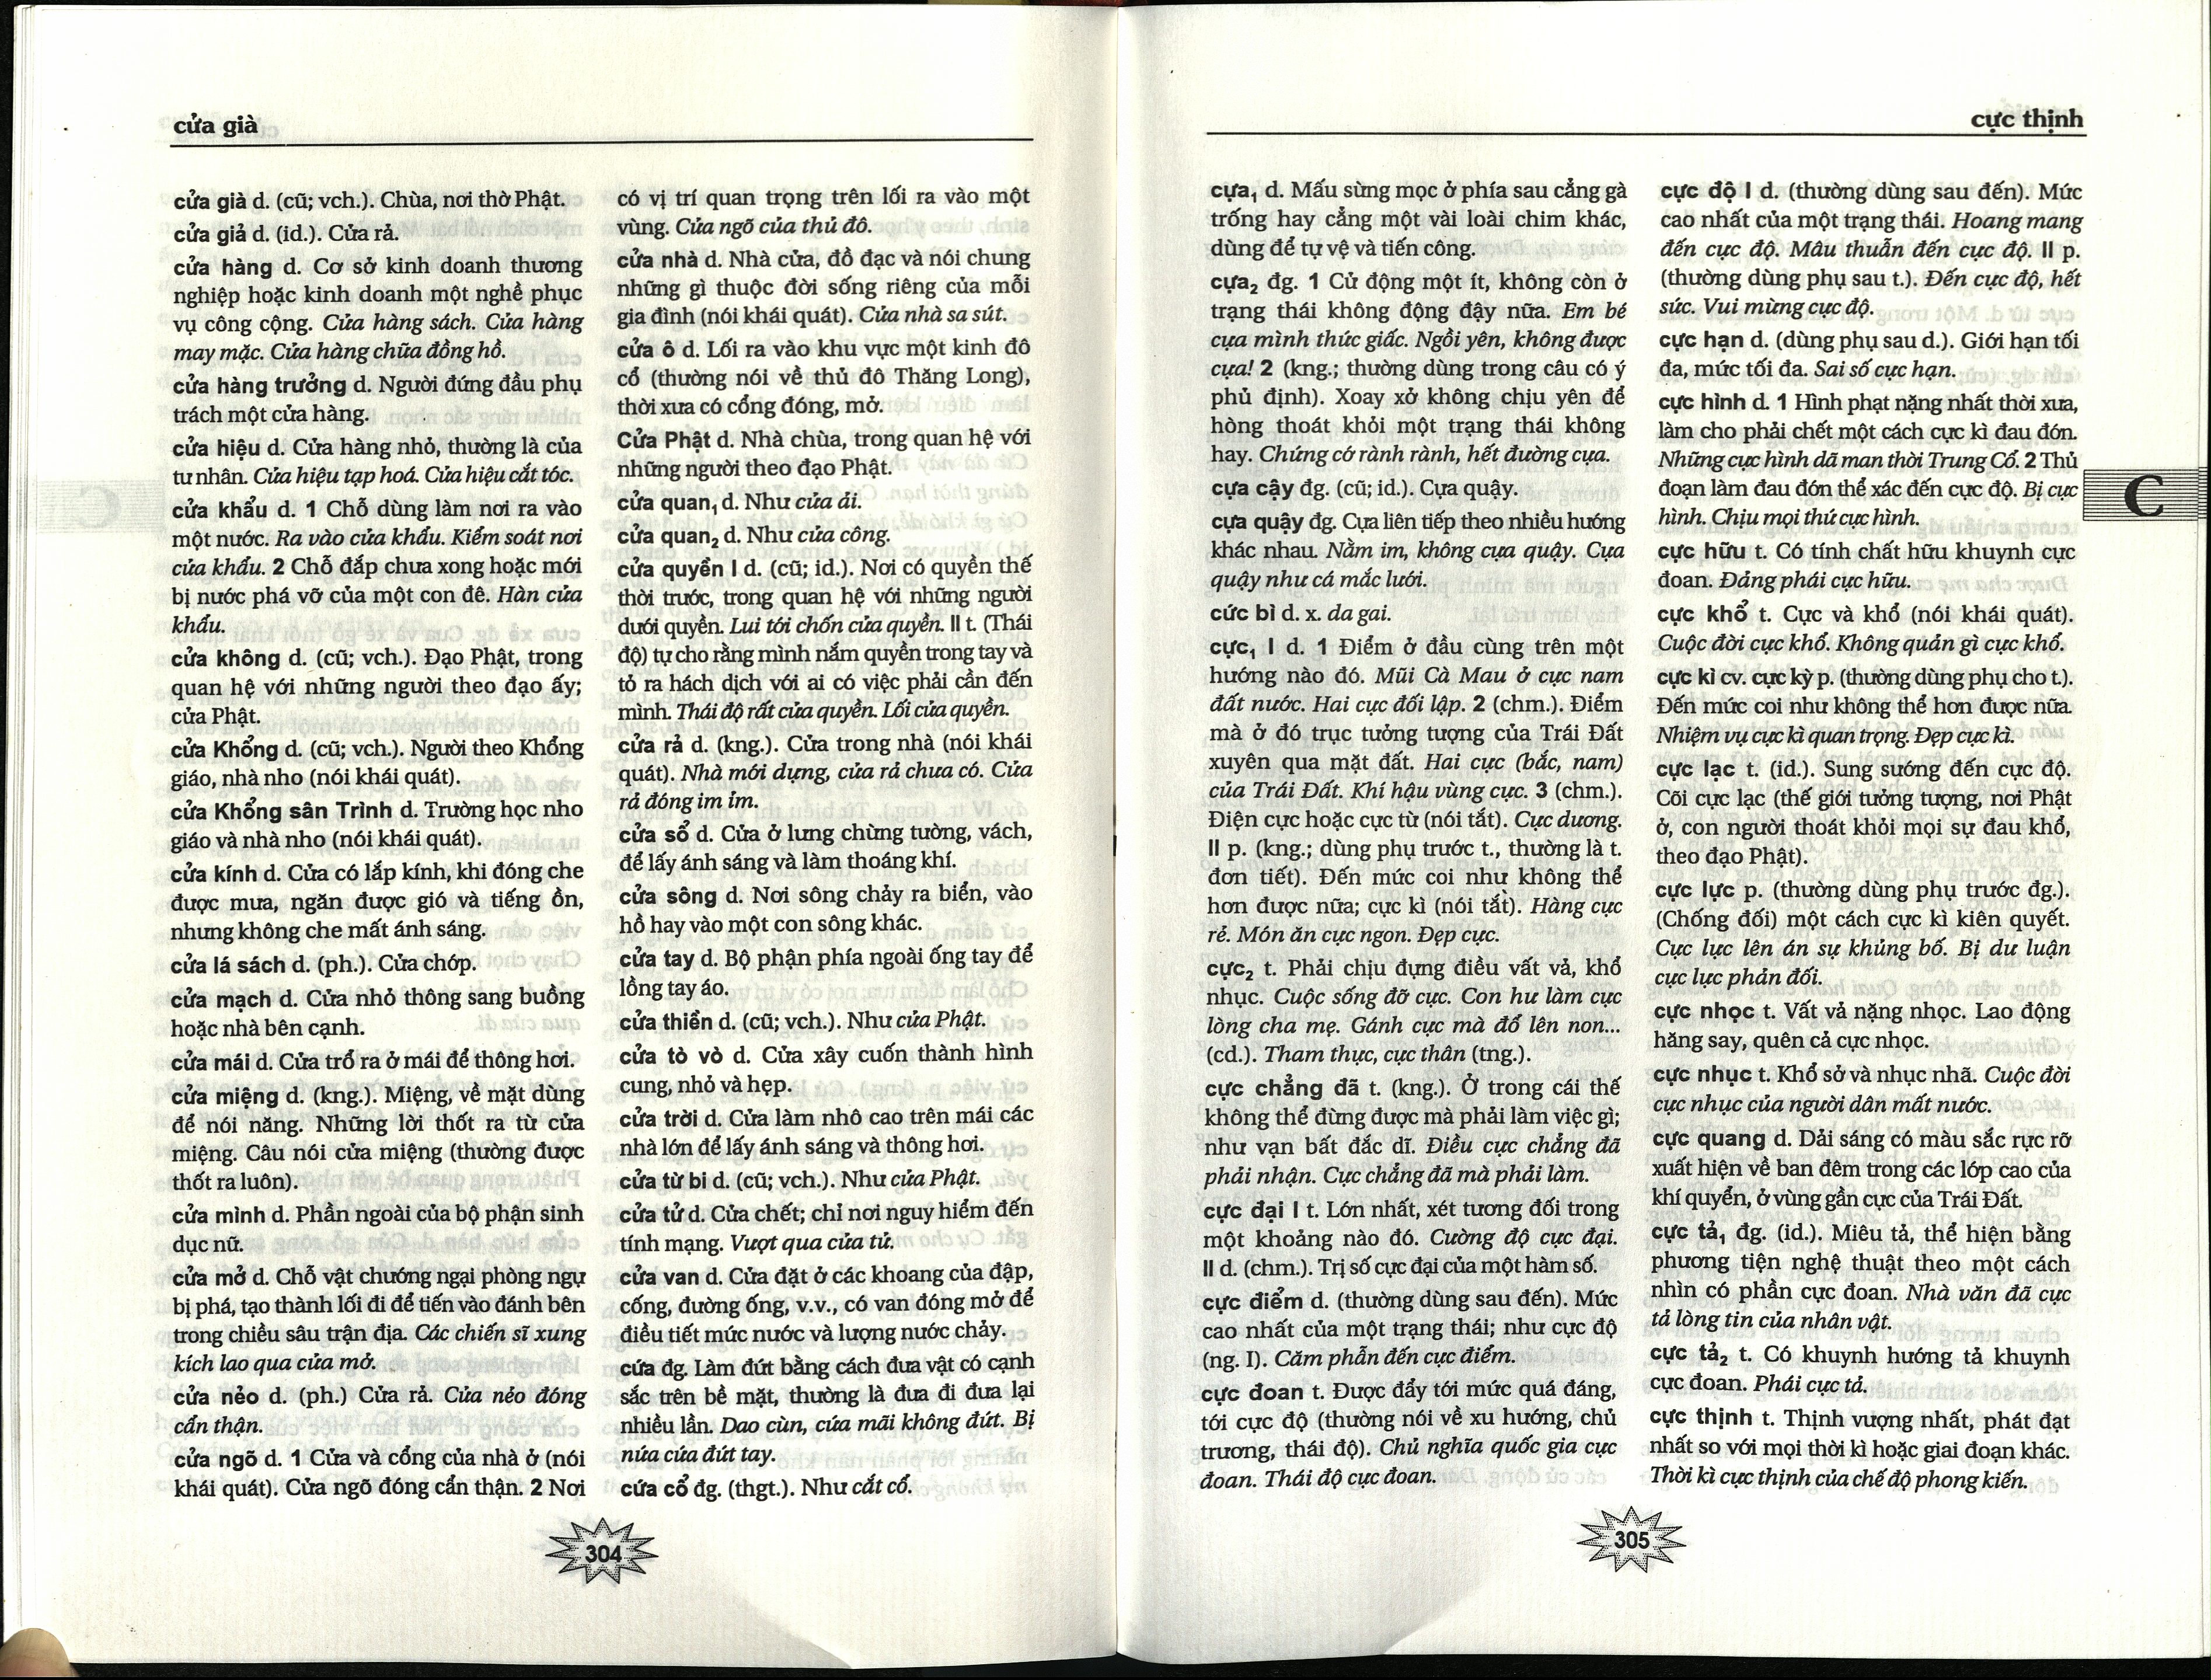 cửa già
cửa già d. (cũ; vch.). Chùa, nơi thờ Phật.
cửa giả d. (id.). Cửa rả.
cửa hàng d. Cơ sở kinh doanh thương
nghiệp hoặc kinh doanh một nghề phục
vụ công cộng. Cửa hàng sách. Cửa hàng
may mặc. Cửa hàng chữa đồng hồ.
cửa hàng trưởng d. Người đứng đầu phụ
trách một cửa hàng.
cửa hiệu d. Cửa hàng nhỏ, thường là của
tư nhân. Cửa hiệu tạp hoá. Cửa hiệu cắt tóc.
cửa khẩu d. 1 Chỗ dùng làm nơi ra vào
một nước. Ra vào cửa khẩu. Kiểm soát nơi
cửa khẩu. 2 Chỗ đắp chưa xong hoặc mới
bị nước phá vỡ của một con đê. Hàn cửa
khẩu.
cửa không d. (cũ; vch.). Đạo Phật, trong
quan hệ với những người theo đạo ấy;
cửa Phật.
cửa Khổng d. (cũ; vch.). Người theo Khổng
giáo, nhà nho (nói khái quát).
cửa Khổng sân Trình d. Trường học nho
giáo và nhà nho (nói khái quát).
cửa kính d. Cửa có lắp kính, khi đóng che
được mưa, ngăn được gió và tiếng ồn,
nhưng không che mất ánh sáng.
cửa lá sách d. (ph.). Cửa chớp.
cửa mạch d. Cửa nhỏ thông sang buồng
hoặc nhà bên cạnh.
cửa mái d. Cửa trổ ra ở mái để thông hơi.
cửa miệng d. (kng.). Miệng, về mặt dùng
để nói năng. Những lời thốt ra từ cửa
miệng. Câu nói cửa miệng (thường được
thốt ra luôn).
cửa mình d. Phần ngoài của bộ phận sinh
dục nữ.
cửa mở d. Chỗ vật chướng ngại phòng ngự
bị phá, tạo thành lối đi để tiến vào đánh bên
trong chiều sâu trận địa. Các chiến sĩ xung
kích lao qua cửa mở.
cửa nẻo d. (ph.) Cửa rả. Cửa nẻo đóng
cẩn thận.
cửa ngõ d. 1 Cửa và cổng của nhà ở (nói
khái quát). Cửa ngõ đóng cẩn thận. 2 Nơi
có vị trí quan trọng trên lối ra vào một
vùng. Cửa ngõ của thủ đô.
cửa nhà d. Nhà cửa, đồ đạc và nói chung
những gì thuộc đời sống riêng của mỗi
gia đình (nói khái quát). Cửa nhà sa sút.
cửa ô d. Lối ra vào khu vực một kinh đô
cổ (thường nói về thủ đô Thăng Long),
thời xưa có cổng đóng, mở.
Cửa Phật d. Nhà chùa, trong quan hệ với
những người theo đạo Phật.
cửa quan₁ d. Như cửa ải.
cửa quan₂ d. Như cửa công.
cửa quyền I d. (cũ; id.). Nơi có quyền thế
thời trước, trong quan hệ với những người
dưới quyền. Lui tới chốn cửa quyền. II t. (Thái
độ) tự cho rằng mình nắm quyền trong tay và
tỏ ra hách dịch với ai có việc phải cần đến
mình. Thái độ rất cửa quyền. Lối cửa quyền.
cửa rả d. (kng.). Cửa trong nhà (nói khái
quát). Nhà mới dựng, cửa rả chưa có. Cửa
rả đóng im ỉm.
cửa sổ d. Cửa ở lưng chừng tường, vách,
để lấy ánh sáng và làm thoáng khí.
cửa sông d. Nơi sông chảy ra biển, vào
hồ hay vào một con sông khác.
cửa tay d. Bộ phận phía ngoài ống tay để
lồng tay áo.
cửa thiền d. (cũ; vch.). Như cửa Phật.
cửa tò vò d. Cửa xây cuốn thành hình
cung, nhỏ và hẹp.
cửa trời d. Cửa làm nhô cao trên mái các
nhà lớn để lấy ánh sáng và thông hơi.
cửa từ bi d. (cũ; vch.). Như cửa Phật.
cửa tử d. Cửa chết; chỉ nơi nguy hiểm đến
tính mạng. Vượt qua cửa tử.
cửa van d. Cửa đặt ở các khoang của đập,
cống, đường ống, v.v., có van đóng mở để
điều tiết mức nước và lượng nước chảy.
cứa đg. Làm đứt bằng cách đưa vật có cạnh
sắc trên bề mặt, thường là đưa đi đưa lại
nhiều lần. Dao cùn, cứa mãi không đứt. Bị
nứa cứa đứt tay.
cứa cổ đg. (thgt.). Như cắt cổ.
304
cực thịnh
cựa₁ d. Mấu sừng mọc ở phía sau cẳng gà
trống hay cẳng một vài loài chim khác,
dùng để tự vệ và tiến công.
cựa₂ đg. 1 Cử động một ít, không còn ở
trạng thái không động đậy nữa. Em bé
cựa mình thức giấc. Ngồi yên, không được
cựa! 2 (kng.; thường dùng trong câu có ý
phủ định). Xoay xở không chịu yên để
hòng thoát khỏi một trạng thái không
hay. Chứng cớ rành rành, hết đường cựa.
cựa cậy đg. (cũ; id.). Cựa quậy.
cựa quậy đg. Cựa liên tiếp theo nhiều hướng
khác nhau. Nằm im, không cựa quậy. Cựa
quậy như cá mắc lưới.
cức bì d. x. da gai.
cực₁ I d. 1 Điểm ở đầu cùng trên một
hướng nào đó. Mũi Cà Mau ở cực nam
đất nước. Hai cực đối lập. 2 (chm.). Điểm
mà ở đó trục tưởng tượng của Trái Đất
xuyên qua mặt đất. Hai cực (bắc, nam)
của Trái Đất. Khí hậu vùng cực. 3 (chm.).
Điện cực hoặc cực từ (nói tắt). Cực dương.
II p. (kng.; dùng phụ trước t., thường là t.
đơn tiết). Đến mức coi như không thể
hơn được nữa; cực kì (nói tắt). Hàng cực
rẻ. Món ăn cực ngon. Đẹp cực.
cực₂ t. Phải chịu đựng điều vất vả, khổ
nhục. Cuộc sống đỡ cực. Con hư làm cực
lòng cha mẹ. Gánh cực mà đổ lên non...
(cd.). Tham thực, cực thân (tng.).
cực chẳng đã t. (kng.). Ở trong cái thế
không thể đừng được mà phải làm việc gì;
như vạn bất đắc dĩ. Điều cực chẳng đã
phải nhận. Cực chẳng đã mà phải làm.
cực đại I t. Lớn nhất, xét tương đối trong
một khoảng nào đó. Cường độ cực đại.
II d. (chm.). Trị số cực đại của một hàm số.
cực điểm d. (thường dùng sau đến). Mức
cao nhất của một trạng thái; như cực độ
(ng. I). Căm phẫn đến cực điểm.
cực đoan t. Được đẩy tới mức quá đáng,
tới cực độ (thường nói về xu hướng, chủ
trương, thái độ). Chủ nghĩa quốc gia cực
đoan. Thái độ cực đoan.
cực độ I d. (thường dùng sau đến). Mức
cao nhất của một trạng thái. Hoang mang
đến cực độ. Mâu thuẫn đến cực độ. II p.
(thường dùng phụ sau t.). Đến cực độ, hết
sức. Vui mừng cực độ.
cực hạn d. (dùng phụ sau d.). Giới hạn tối
đa, mức tối đa. Sai số cực hạn.
cực hình d. 1 Hình phạt nặng nhất thời xưa,
làm cho phải chết một cách cực kì đau đớn.
Những cực hình dã man thời Trung Cổ. 2 Thủ
đoạn làm đau đớn thể xác đến cực độ. Bị cực
hình. Chịu mọi thứ cực hình.
cực hữu t. Có tính chất hữu khuynh cực
đoan. Đảng phái cực hữu.
cực khổ t. Cực và khổ (nói khái quát).
Cuộc đời cực khổ. Không quản gì cực khổ.
cực kì cv. cực kỳ p. (thường dùng phụ cho t.).
Đến mức coi như không thể hơn được nữa.
Nhiệm vụ cực kì quan trọng. Đẹp cực kì.
cực lạc t. (id.). Sung sướng đến cực độ.
Cõi cực lạc (thế giới tưởng tượng, nơi Phật
ở, con người thoát khỏi mọi sự đau khổ,
theo đạo Phật).
cực lực p. (thường dùng phụ trước đg.).
(Chống đối) một cách cực kì kiên quyết.
Cực lực lên án sự khủng bố. Bị dư luận
cực lực phản đối.
cực nhọc t. Vất vả nặng nhọc. Lao động
hăng say, quên cả cực nhọc.
cực nhục t. Khổ sở và nhục nhã. Cuộc đời
cực nhục của người dân mất nước.
cực quang d. Dải sáng có màu sắc rực rỡ
xuất hiện về ban đêm trong các lớp cao của
khí quyển, ở vùng gần cực của Trái Đất.
cực tả₁ đg. (id.). Miêu tả, thể hiện bằng
phương tiện nghệ thuật theo một cách
nhìn có phần cực đoan. Nhà văn đã cực
tả lòng tin của nhân vật.
cực tả₂ t. Có khuynh hướng tả khuynh
cực đoan. Phái cực tả.
cực thịnh t. Thịnh vượng nhất, phát đạt
nhất so với mọi thời kì hoặc giai đoạn khác.
Thời kì cực thịnh của chế độ phong kiến.
C
305